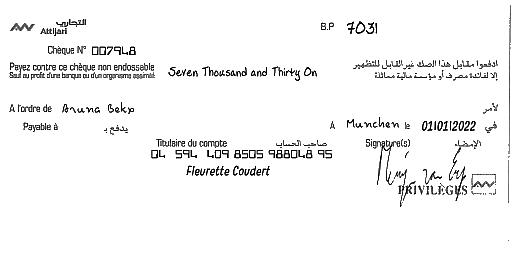 التجاري
Attijari
B.P 7031
Chèque N° 007948
Payez contre ce chèque non endossable
Sauf au profit d'une banque ou d'un organisme assimilé
Seven Thousand and Thirty On
ادفعوا مقابل هذا الصك غير القابل للتظهير
إلا لفائدة مصرف أو مؤسسة مالية مماثلة
A l'ordre de Aruna Bekp
لأمر
Payable à
يدفع بـ
A Munchen le 01/01/2022 في
Titulaire du compte صاحب الحساب
Signature(s) الإمضاء
04 594 409 8505 988048 95
Fleurette Coudert
PRIVILÈGES